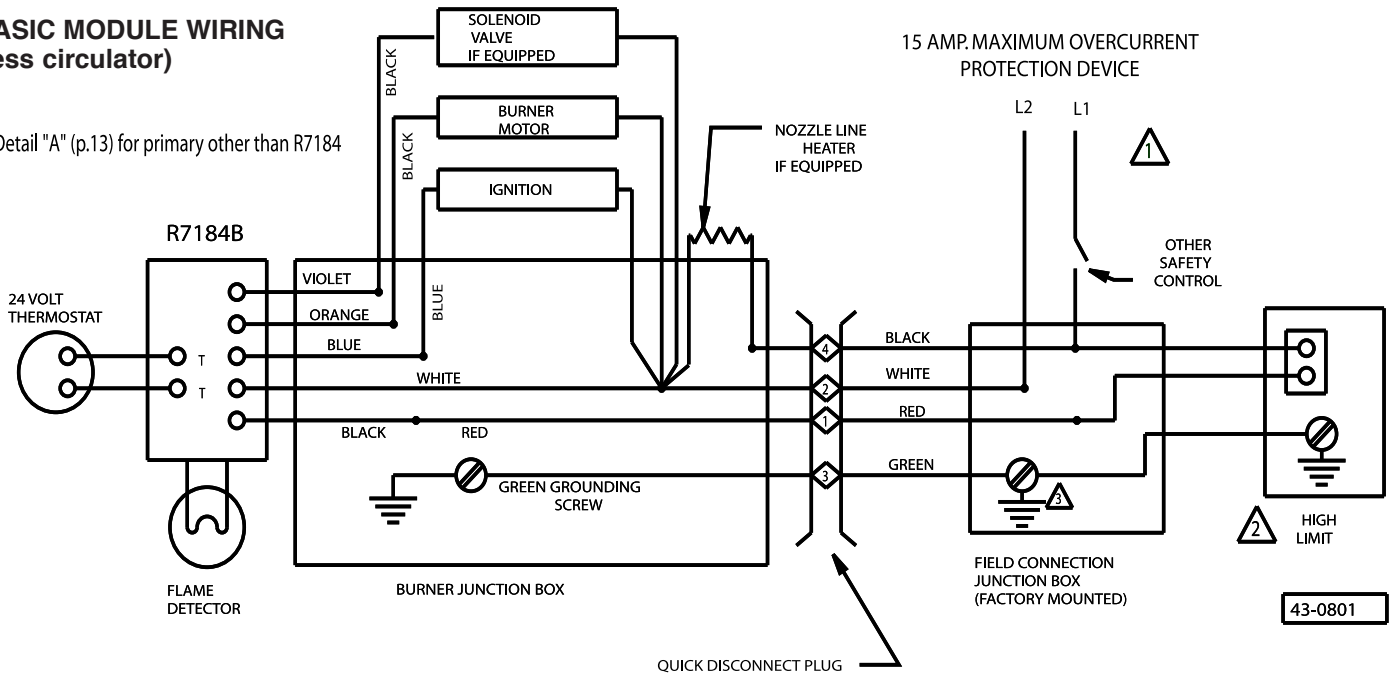 ASIC MODULE WIRING
ess circulator)
Detail "A" (p.13) for primary other than R7184
SOLENOID
VALVE
IF EQUIPPED
BLACK
BURNER
MOTOR
BLACK
IGNITION
NOZZLE LINE
HEATER
IF EQUIPPED
15 AMP. MAXIMUM OVERCURRENT
PROTECTION DEVICE
L2
L1
1
OTHER
SAFETY
CONTROL
R7184B
24 VOLT
THERMOSTAT
T
T
VIOLET
ORANGE
BLUE
BLUE
WHITE
BLACK
RED
GREEN GROUNDING
SCREW
4
2
1
3
BLACK
WHITE
RED
GREEN
3
2
HIGH
LIMIT
FLAME
DETECTOR
BURNER JUNCTION BOX
FIELD CONNECTION
JUNCTION BOX
(FACTORY MOUNTED)
43-0801
QUICK DISCONNECT PLUG